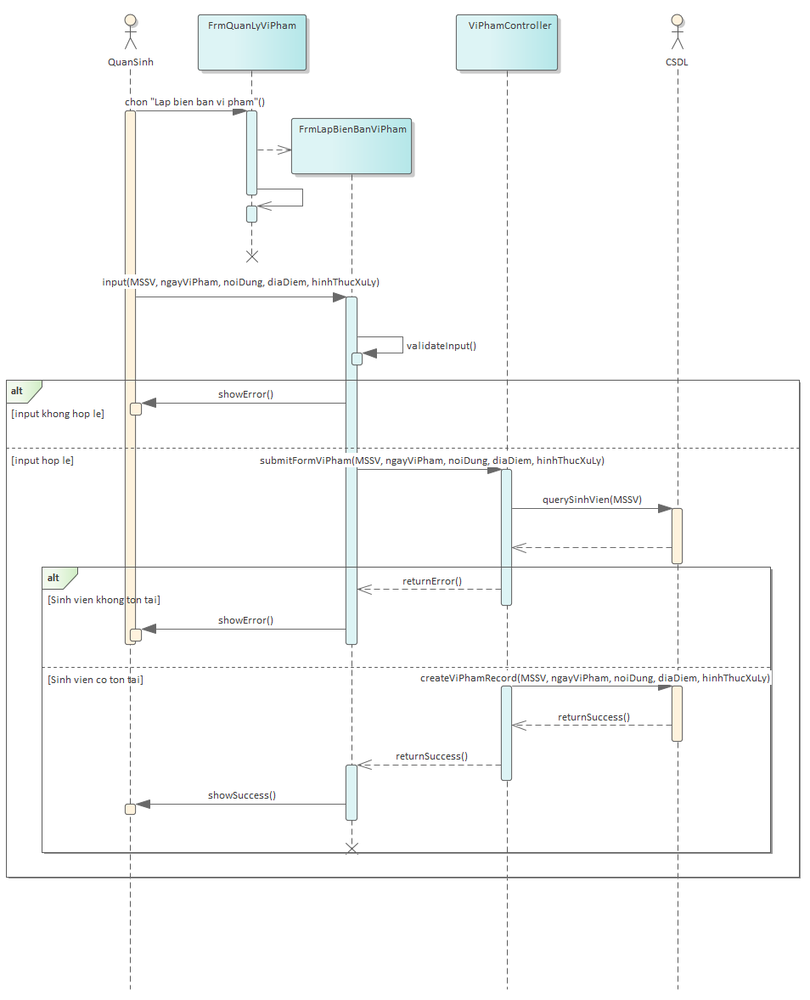 FrmQuanLyViPham
ViPhamController
QuanSinh
CSDL
chon "Lap bien ban vi pham"()
FrmLapBienBanViPham
input(MSSV, ngayViPham, noiDung, diaDiem, hinhThucXuLy)
validateInput()
alt
showError()
[input khong hop le]
[input hop le]
submitFormViPham(MSSV, ngayViPham, noiDung, diaDiem, hinhThucXuLy)
querySinhVien(MSSV)
alt
returnError()
[Sinh vien khong ton tai]
showError()
[Sinh vien co ton tai]
createViPhamRecord(MSSV, ngayViPham, noiDung, diaDiem, hinhThucXuLy)
returnSuccess()
returnSuccess()
showSuccess()